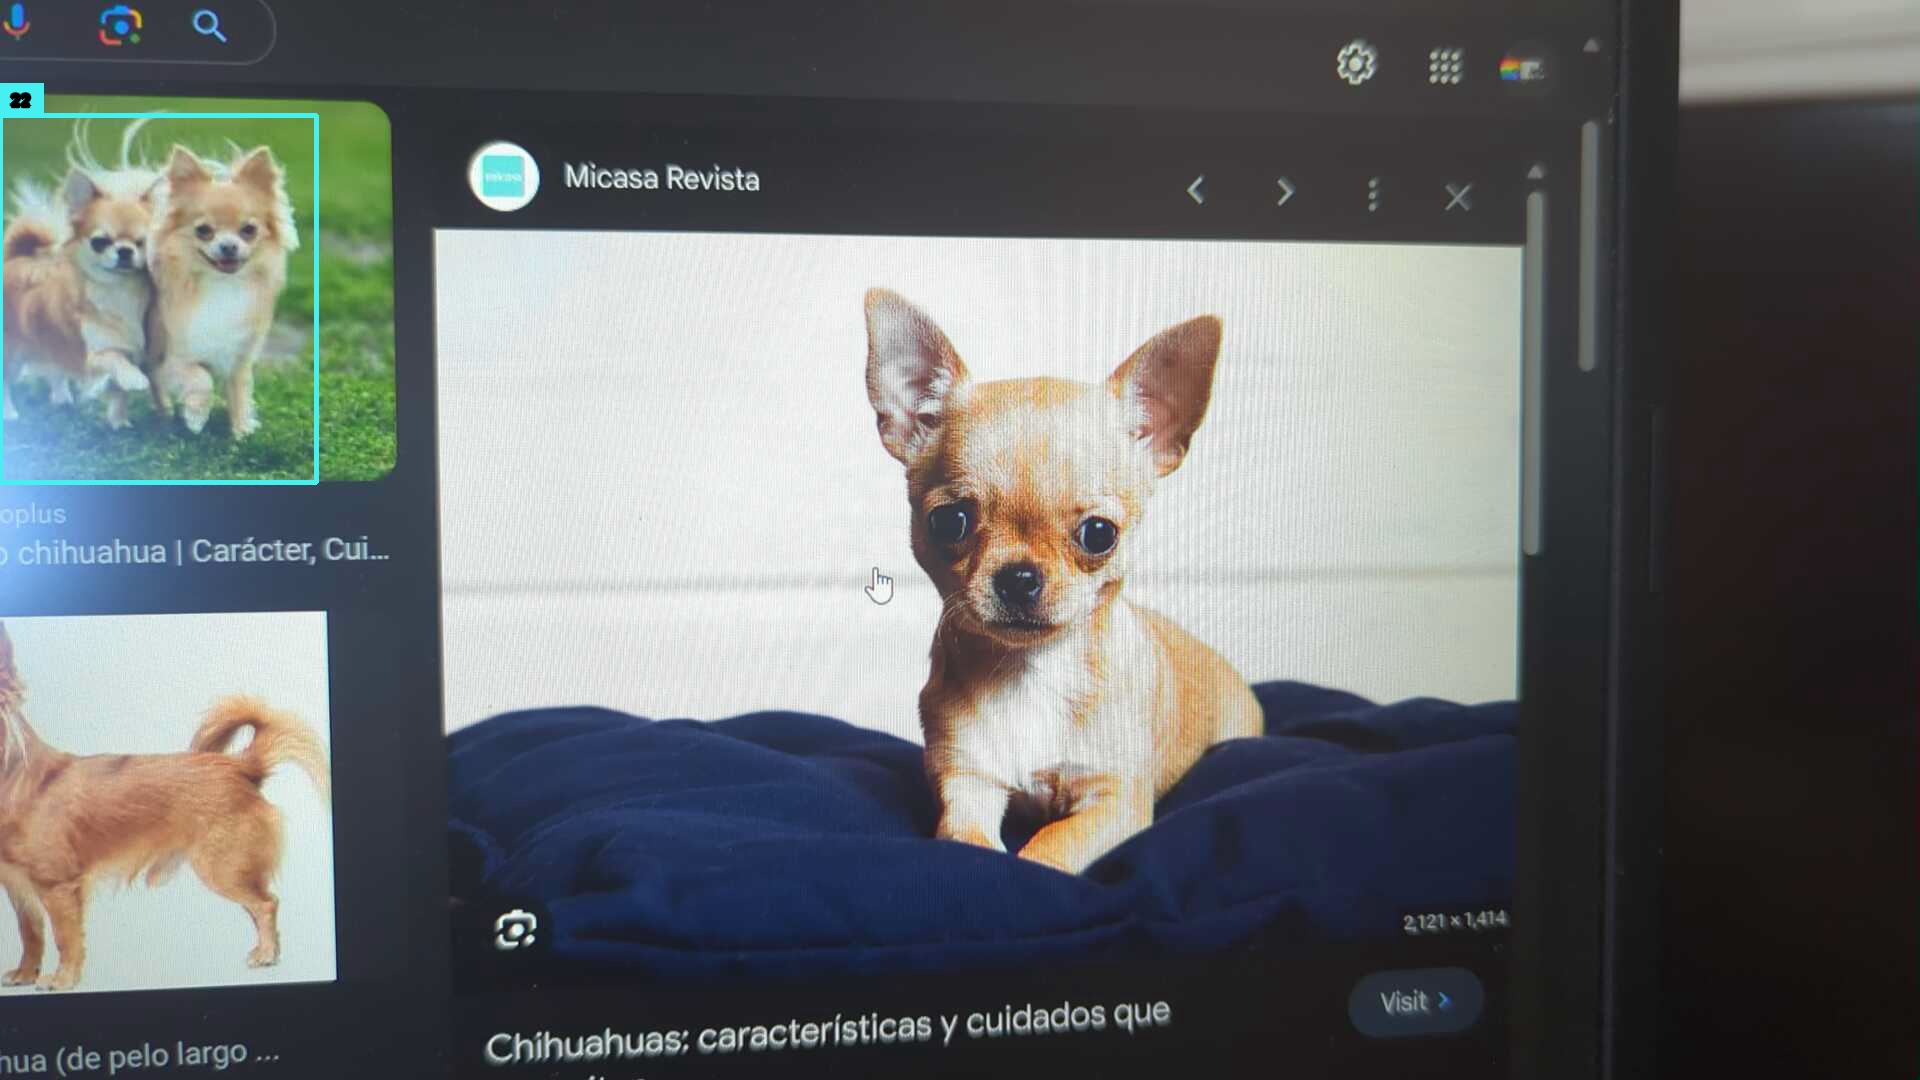 22
Micasa Revista
micasa
oplus
o chihuahua | Carácter, Cui...
2,121 × 1,414
Visit
Chihuahuas: características y cuidados que
hua (de pelo largo ...